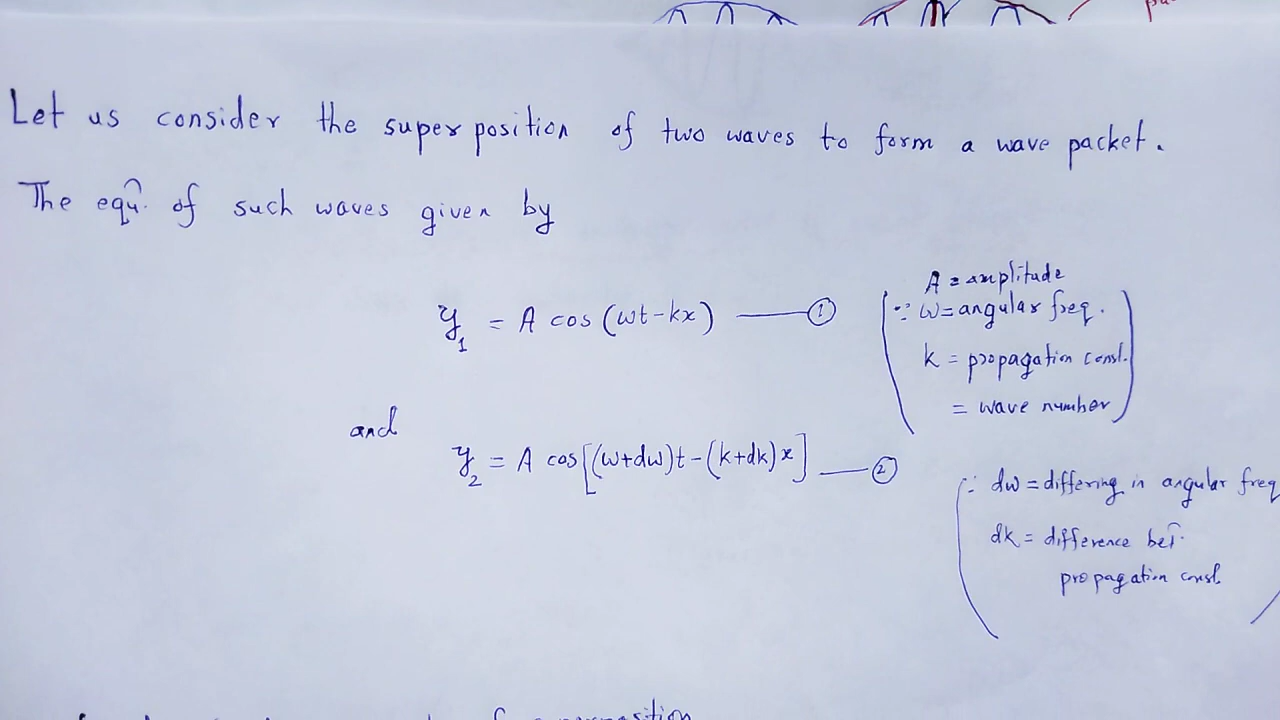 Let us consider the superposition of two waves to form a wave packet.
The equⁿ. of such waves given by
y₁ = A cos (ωt - kx) —— ①
A = amplitude
∵ ω = angular freq.
k = propagation const.
= wave number
and
y₂ = A cos [(ω+dω)t - (k+dk)x] —— ②
∵ dω = differing in angular freq
dk = difference betⁿ.
propagation const.